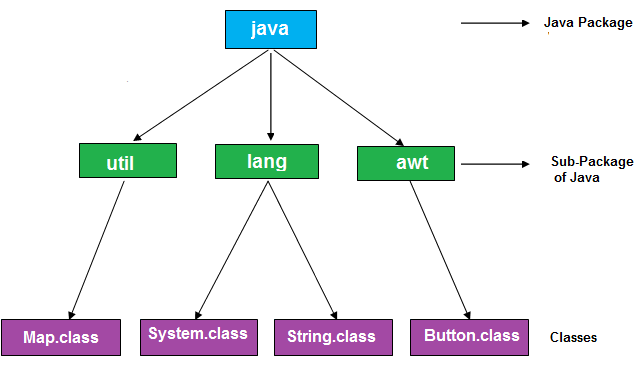 java
Java Package
util
lang
awt
Sub-Package
of Java
Map.class
System.class
String.class
Button.class
Classes